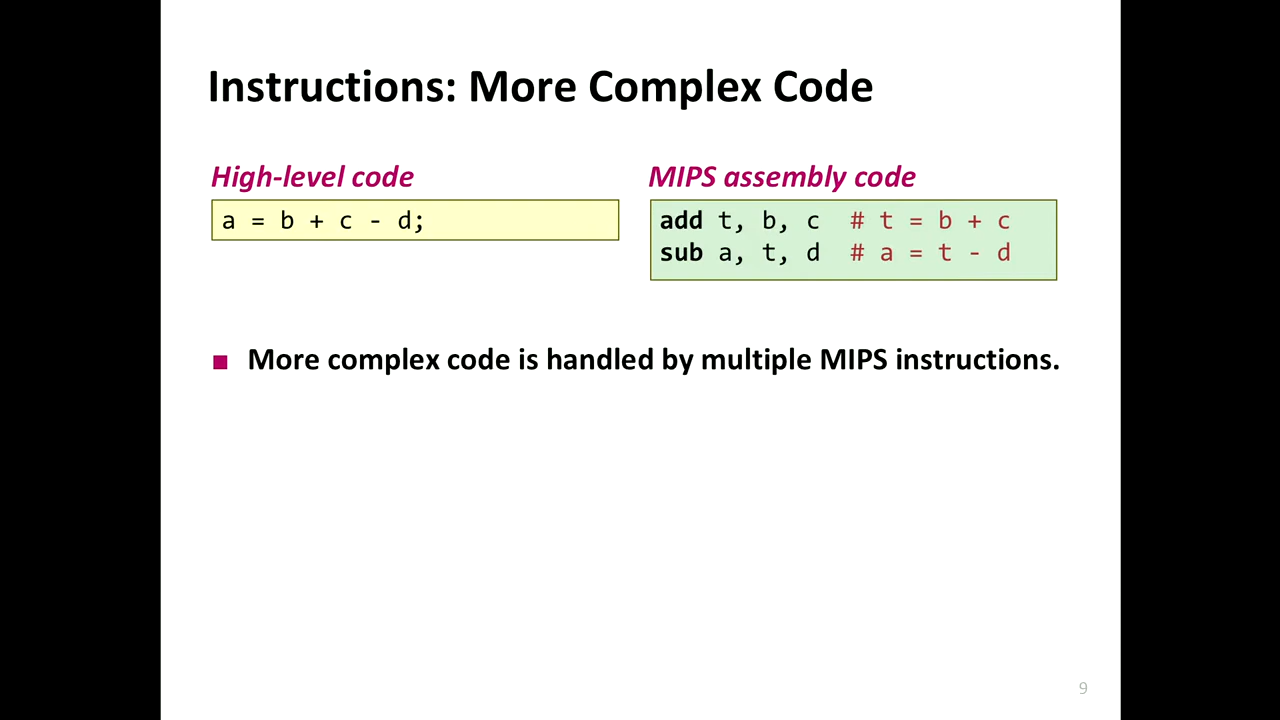 Instructions: More Complex Code
High-level code
a = b + c - d;
MIPS assembly code
add t, b, c # t = b + c
sub a, t, d # a = t - d
More complex code is handled by multiple MIPS instructions.
9